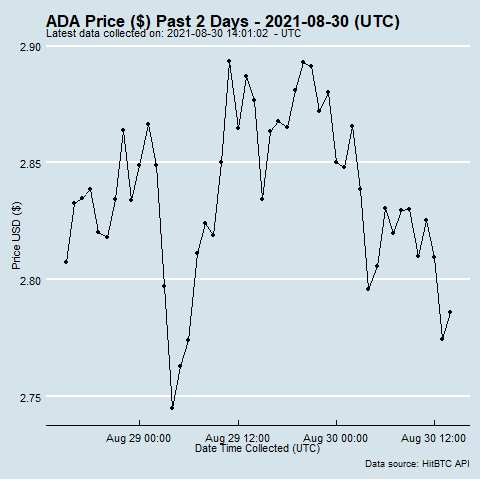 ADA Price ($) Past 2 Days - 2021-08-30 (UTC)
Latest data collected on: 2021-08-30 14:01:02 - UTC
2.90
2.85
2.80
2.75
Price USD ($)
Aug 29 00:00 Aug 29 12:00 Aug 30 00:00 Aug 30 12:00
Date Time Collected (UTC)
Data source: HitBTC API